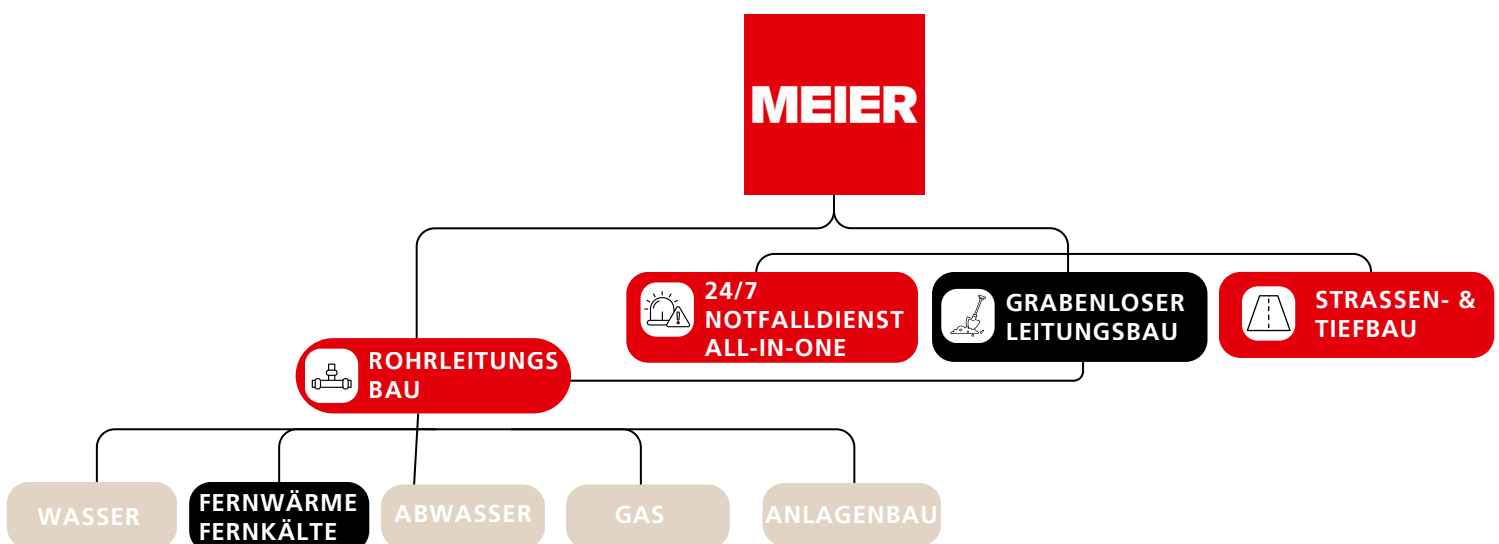 MEIER
24/7
NOTFALLDIENST
ALL-IN-ONE
GRABENLOSER
LEITUNGSBAU
STRASSEN- &
TIEFBAU
ROHRLEITUNGS
BAU
WASSER
FERNWÄRME
FERNKÄLTE
ABWASSER
GAS
ANLAGENBAU